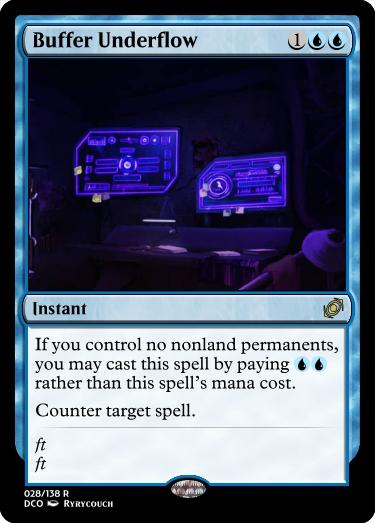 Buffer Underflow 1
Instant
If you control no nonland permanents,
you may cast this spell by paying
rather than this spell's mana cost.
Counter target spell.
ft
ft
028/138 R
DCO Ryrycouch